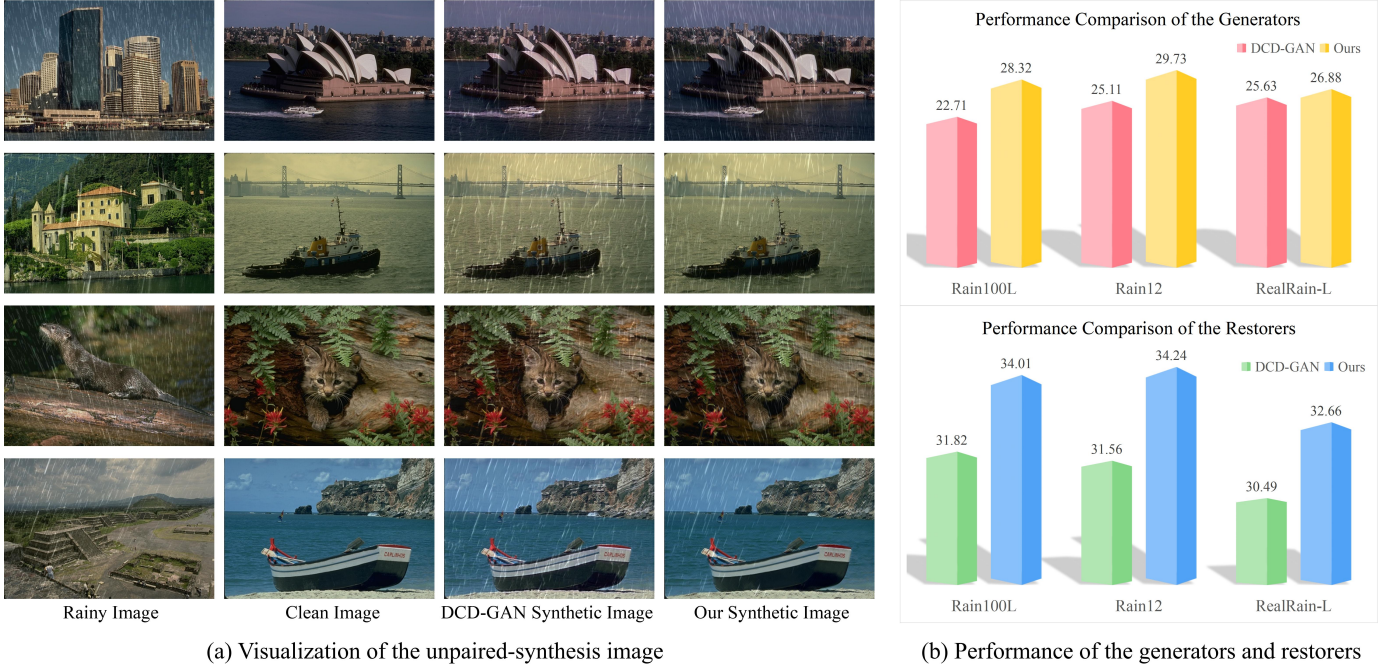 Performance Comparison of the Generators
DCD-GAN Ours
28.32
29.73
22.71
25.11
25.63
26.88
Rain100L Rain12 RealRain-L
Performance Comparison of the Restorers
DCD-GAN Ours
34.01
34.24
31.82
31.56
30.49
32.66
Rain100L Rain12 RealRain-L
CARLINHOS
Rainy Image Clean Image DCD-GAN Synthetic Image Our Synthetic Image
(a) Visualization of the unpaired-synthesis image
(b) Performance of the generators and restorers